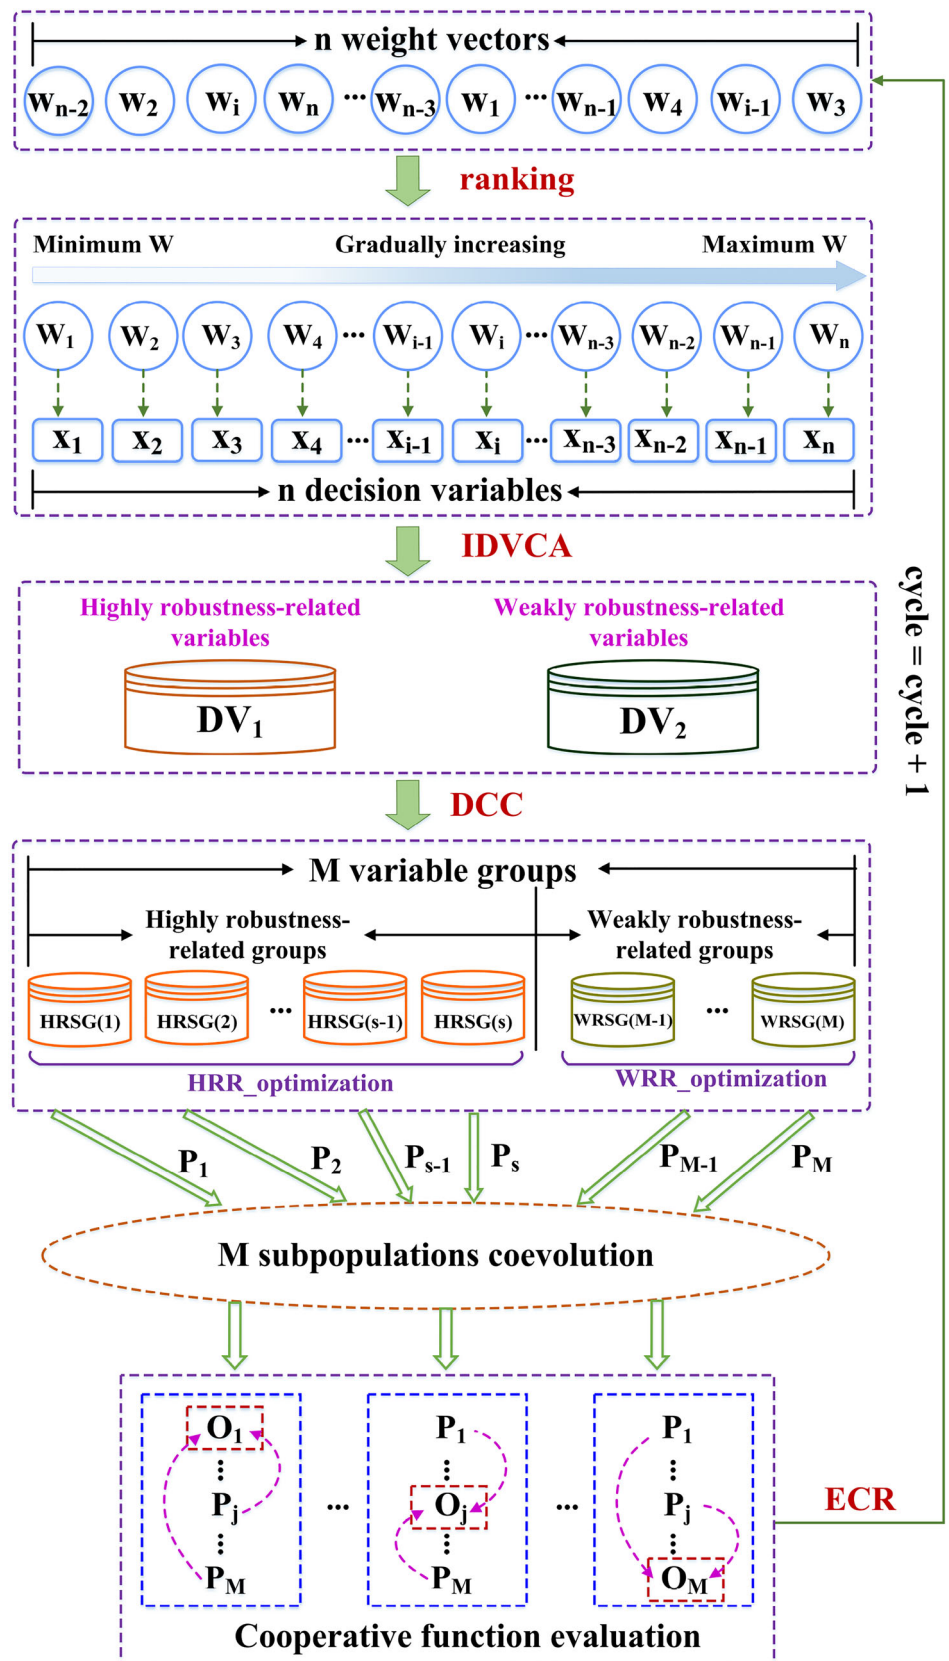 n weight vectors
Wn-2 W2 Wi Wn ... Wn-3 W1 ... Wn-1 W4 Wi-1 W3
ranking
Minimum W Gradually increasing Maximum W
W1 W2 W3 W4 ... Wi-1 Wi ... Wn-3 Wn-2 Wn-1 Wn
X1 X2 X3 X4 ... Xi-1 Xi ... Xn-3 Xn-2 Xn-1 Xn
n decision variables
IDVCA
Highly robustness-related
variables
Weakly robustness-related
variables
DV1 DV2
DCC
M variable groups
Highly robustness-
related groups
Weakly robustness-
related groups
HRSG(1) HRSG(2) ... HRSG(s-1) HRSG(s) WRSG(M-1) ... WRSG(M)
HRR_optimization WRR_optimization
P1 P2 Ps-1 Ps PM-1 PM
M subpopulations coevolution
O1
...
Pj
...
PM
...
P1
...
Oj
...
PM
...
P1
...
Pj
...
OM
Cooperative function evaluation
ECR
cycle = cycle + 1